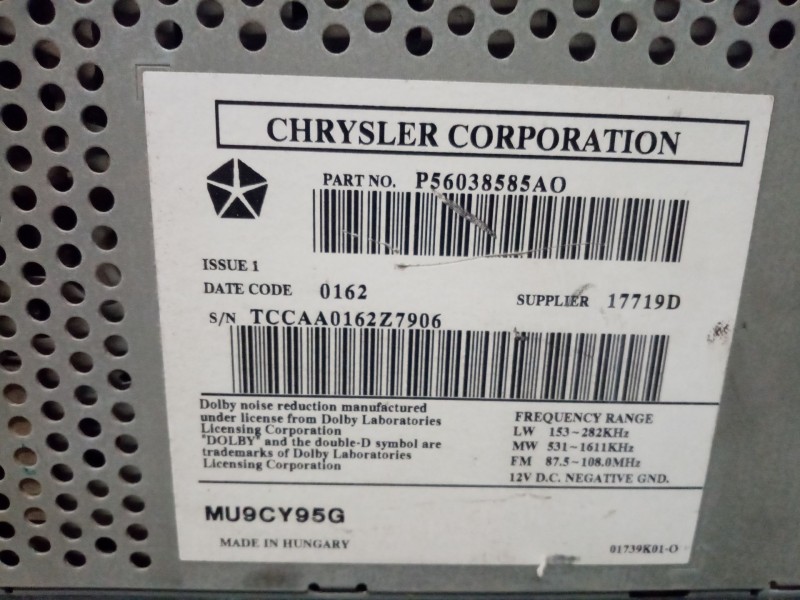 CHRYSLER CORPORATION
PART NO. P56038585AO
ISSUE 1
DATE CODE 0162
SUPPLIER 17719D
S/N TCCAA0162Z7906
Dolby noise reduction manufactured
under license from Dolby Laboratories
Licensing Corporation
"DOLBY" and the double-D symbol are
trademarks of Dolby Laboratories
Licensing Corporation
FREQUENCY RANGE
LW 153~282KHz
MW 531~1611KHz
FM 87.5~108.0MHz
12V D.C. NEGATIVE GND.
MU9CY95G
MADE IN HUNGARY
01739K01-O